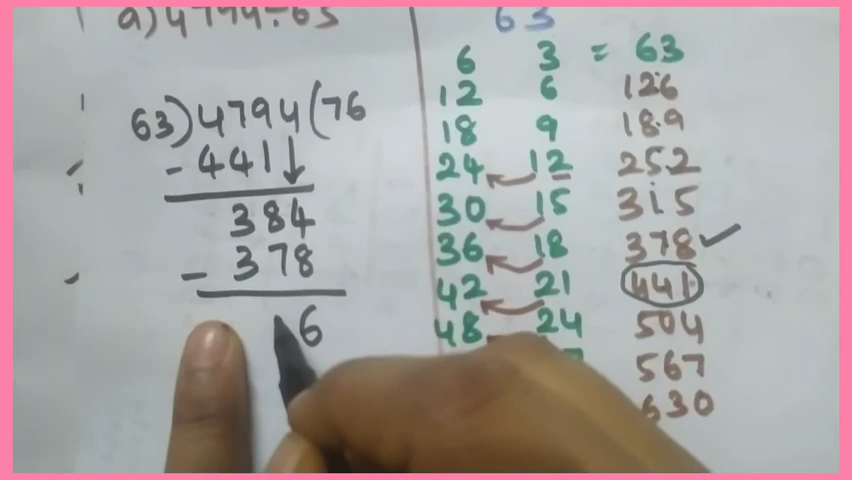 a) 4794÷63
63)4794(76
- 441↓
384
- 378
6
63
6 3 = 63
12 6 126
18 9 189
24 12 252
30 15 315
36 18 378 ✓
42 21 441
48 24 504
567
630